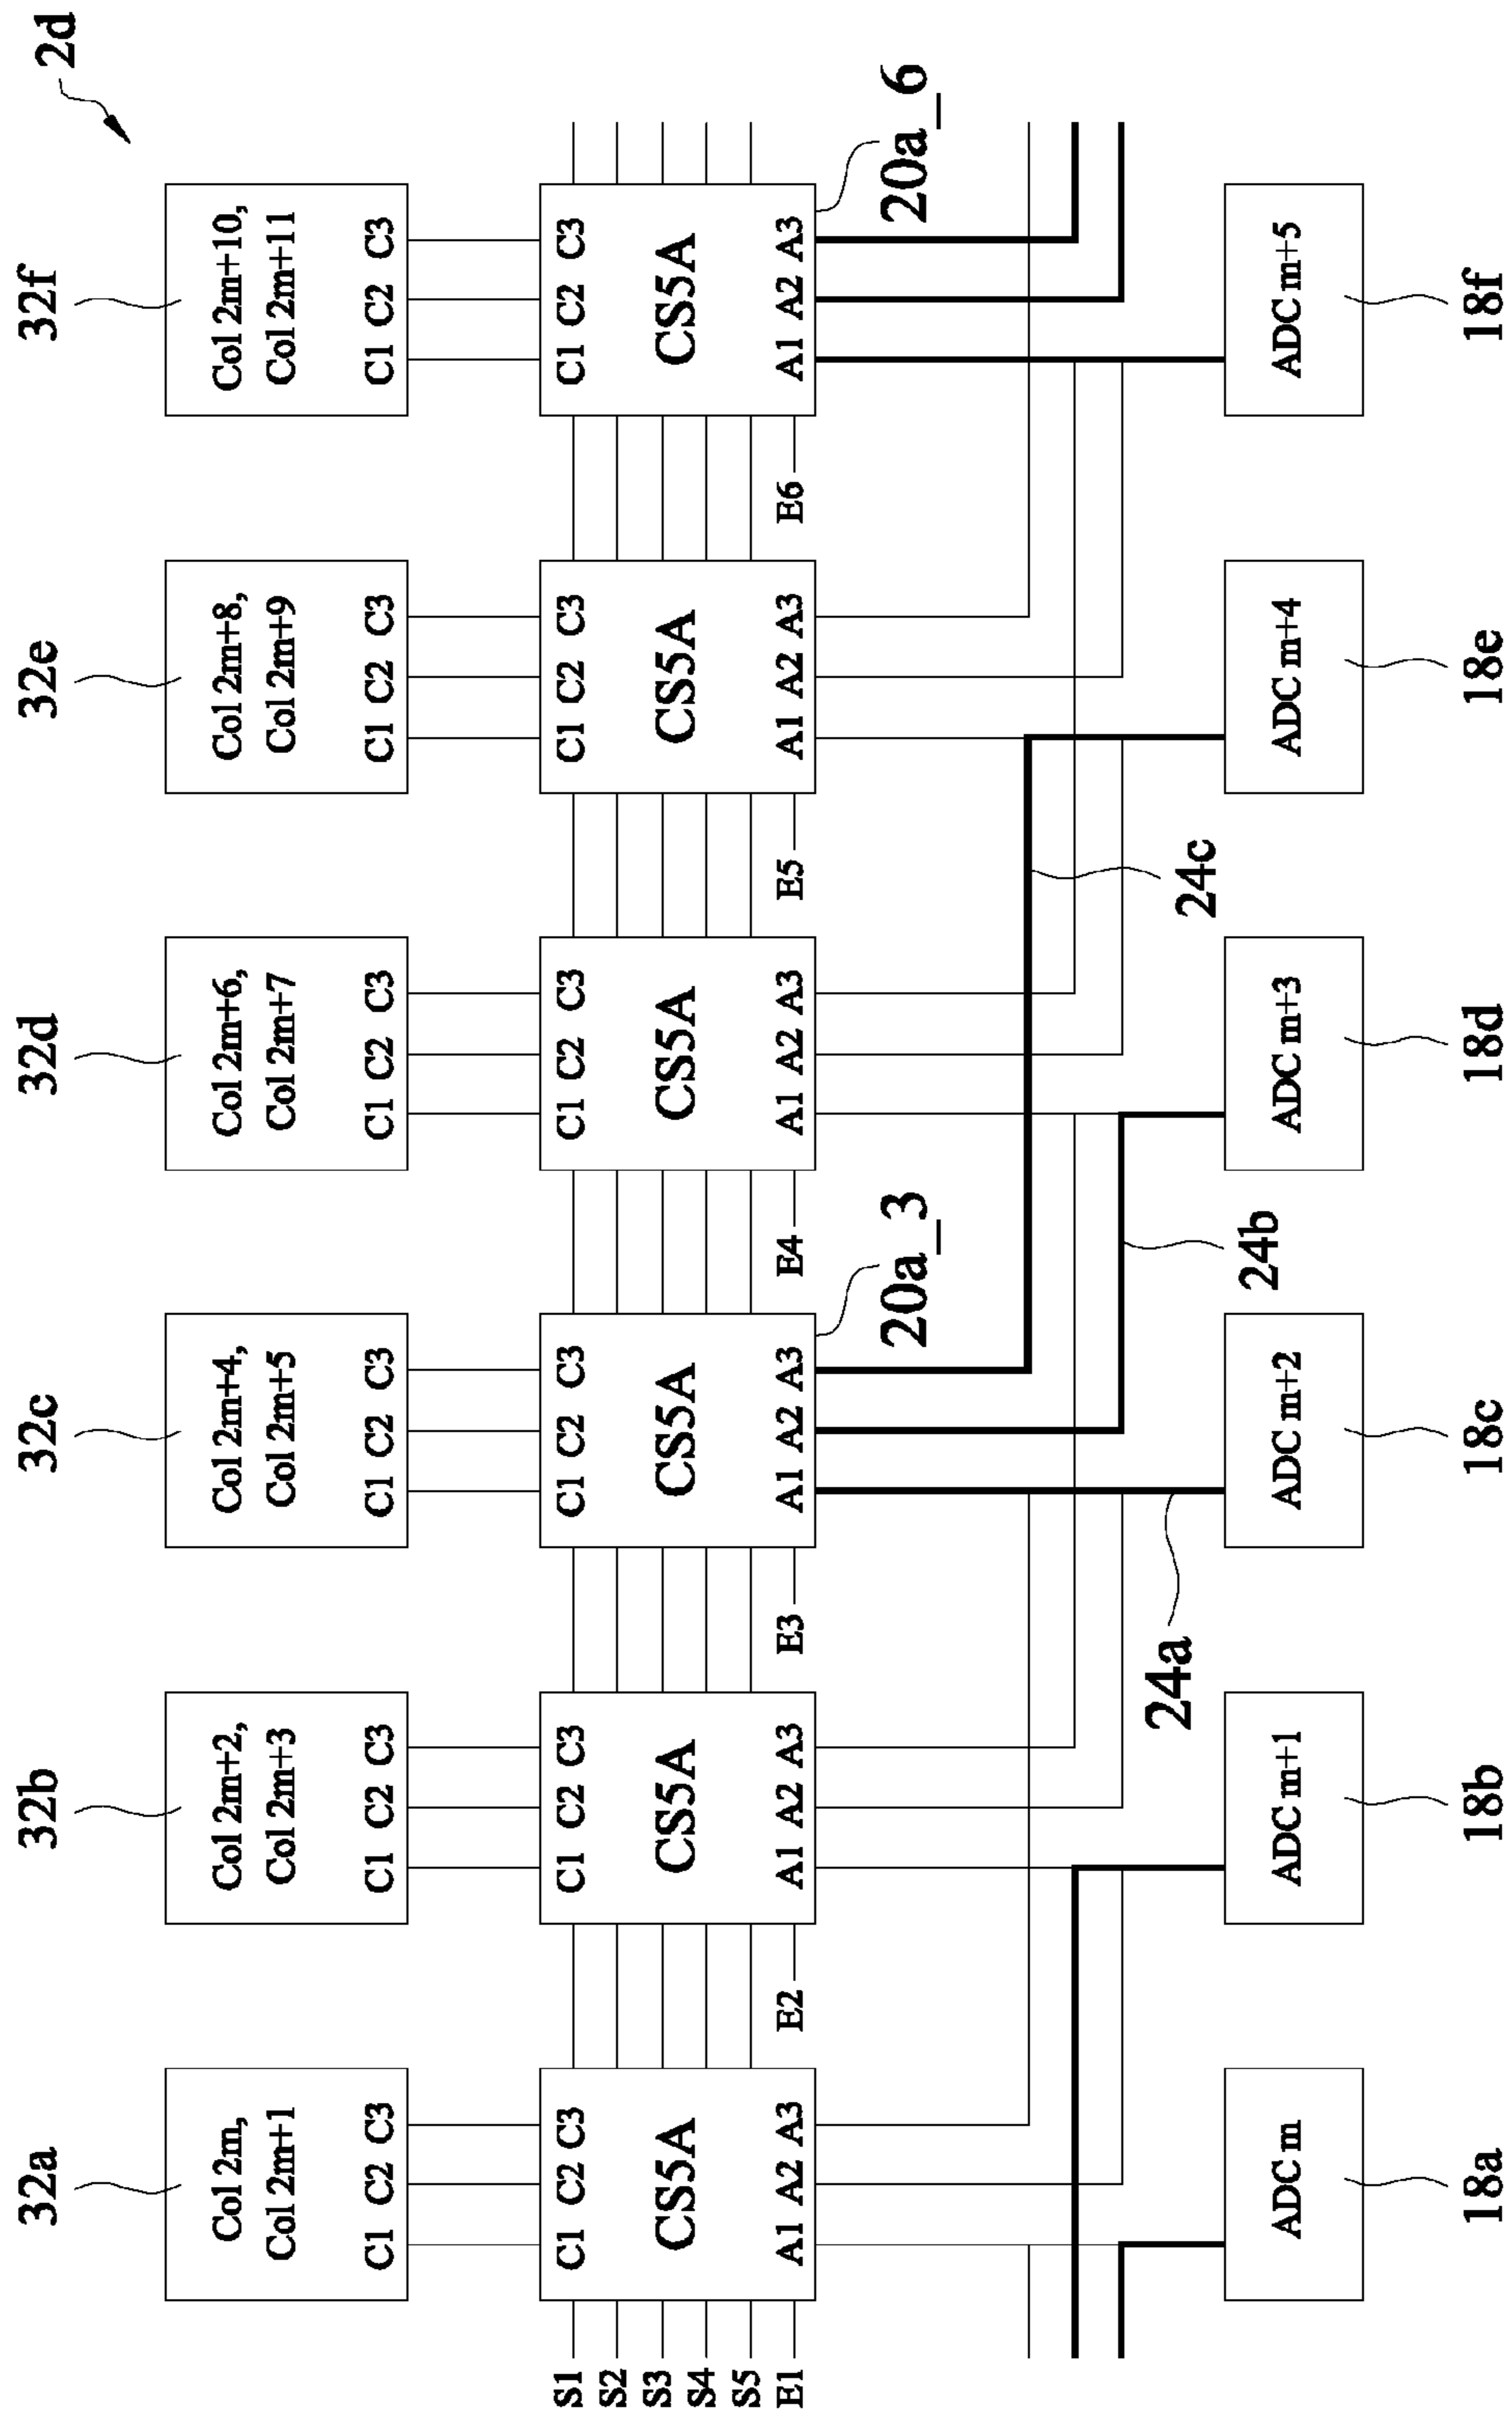 2d
32a
32b
32c
32d
32e
32f
Col 2m,
Col 2m+1
C1 C2 C3
Col 2m+2,
Col 2m+3
C1 C2 C3
Col 2m+4,
Col 2m+5
C1 C2 C3
Col 2m+6,
Col 2m+7
C1 C2 C3
Col 2m+8,
Col 2m+9
C1 C2 C3
Col 2m+10,
Col 2m+11
C1 C2 C3
S1
S2
S3
S4
S5
E1
C1 C2 C3
CS5A
A1 A2 A3
E2
C1 C2 C3
CS5A
A1 A2 A3
E3
C1 C2 C3
CS5A
A1 A2 A3
20a_3
E4
C1 C2 C3
CS5A
A1 A2 A3
E5
C1 C2 C3
CS5A
A1 A2 A3
E6
C1 C2 C3
CS5A
A1 A2 A3
20a_6
24a
24b
24c
ADC m
ADC m+1
ADC m+2
ADC m+3
ADC m+4
ADC m+5
18a
18b
18c
18d
18e
18f